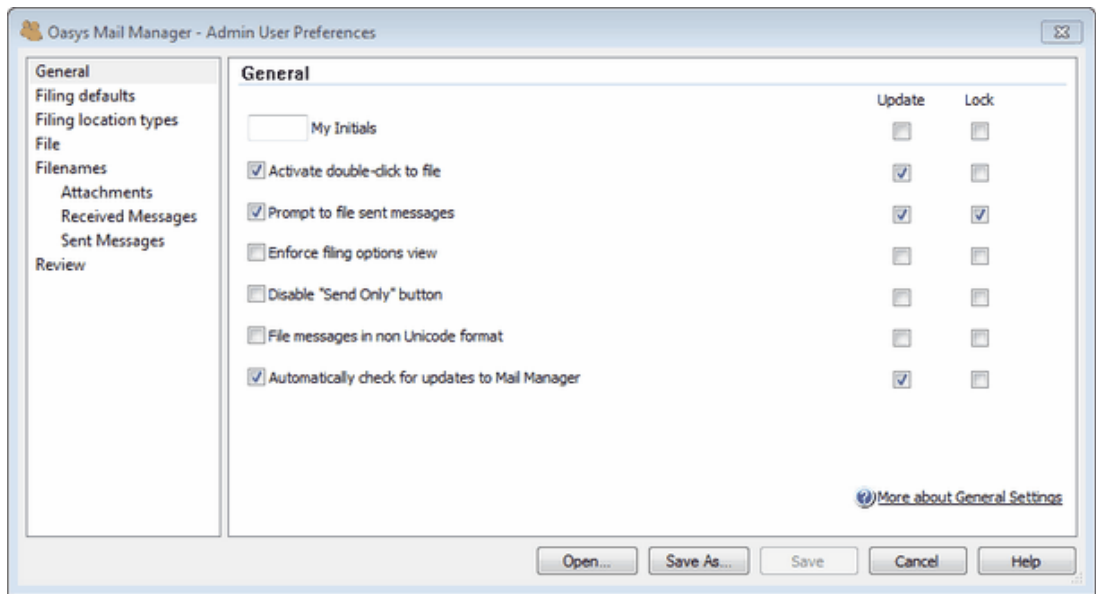 Oasys Mail Manager - Admin User Preferences
General
Filing defaults
Filing location types
File
Filenames
Attachments
Received Messages
Sent Messages
Review
General
Update Lock
My Initials
Activate double-click to file
Prompt to file sent messages
Enforce filing options view
Disable "Send Only" button
File messages in non Unicode format
Automatically check for updates to Mail Manager
More about General Settings
Open... Save As... Save Cancel Help